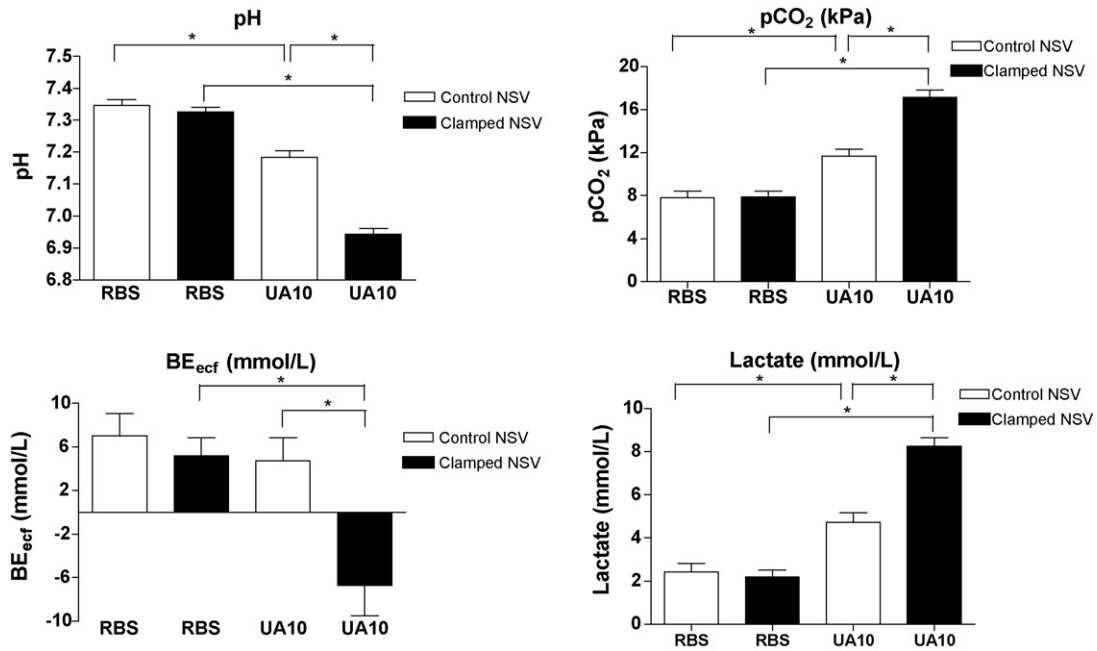 pH
* *
*
7.5
7.4
7.3
7.2
7.1
7.0
6.9
6.8
pH
RBS RBS UA10 UA10
Control NSV
Clamped NSV
pCO₂ (kPa)
* *
*
20
16
12
8
4
0
pCO₂ (kPa)
RBS RBS UA10 UA10
Control NSV
Clamped NSV
BEecf (mmol/L)
*
*
10
6
2
-2
-6
-10
BEecf (mmol/L)
RBS RBS UA10 UA10
Control NSV
Clamped NSV
Lactate (mmol/L)
* *
*
10
8
6
4
2
0
Lactate (mmol/L)
RBS RBS UA10 UA10
Control NSV
Clamped NSV